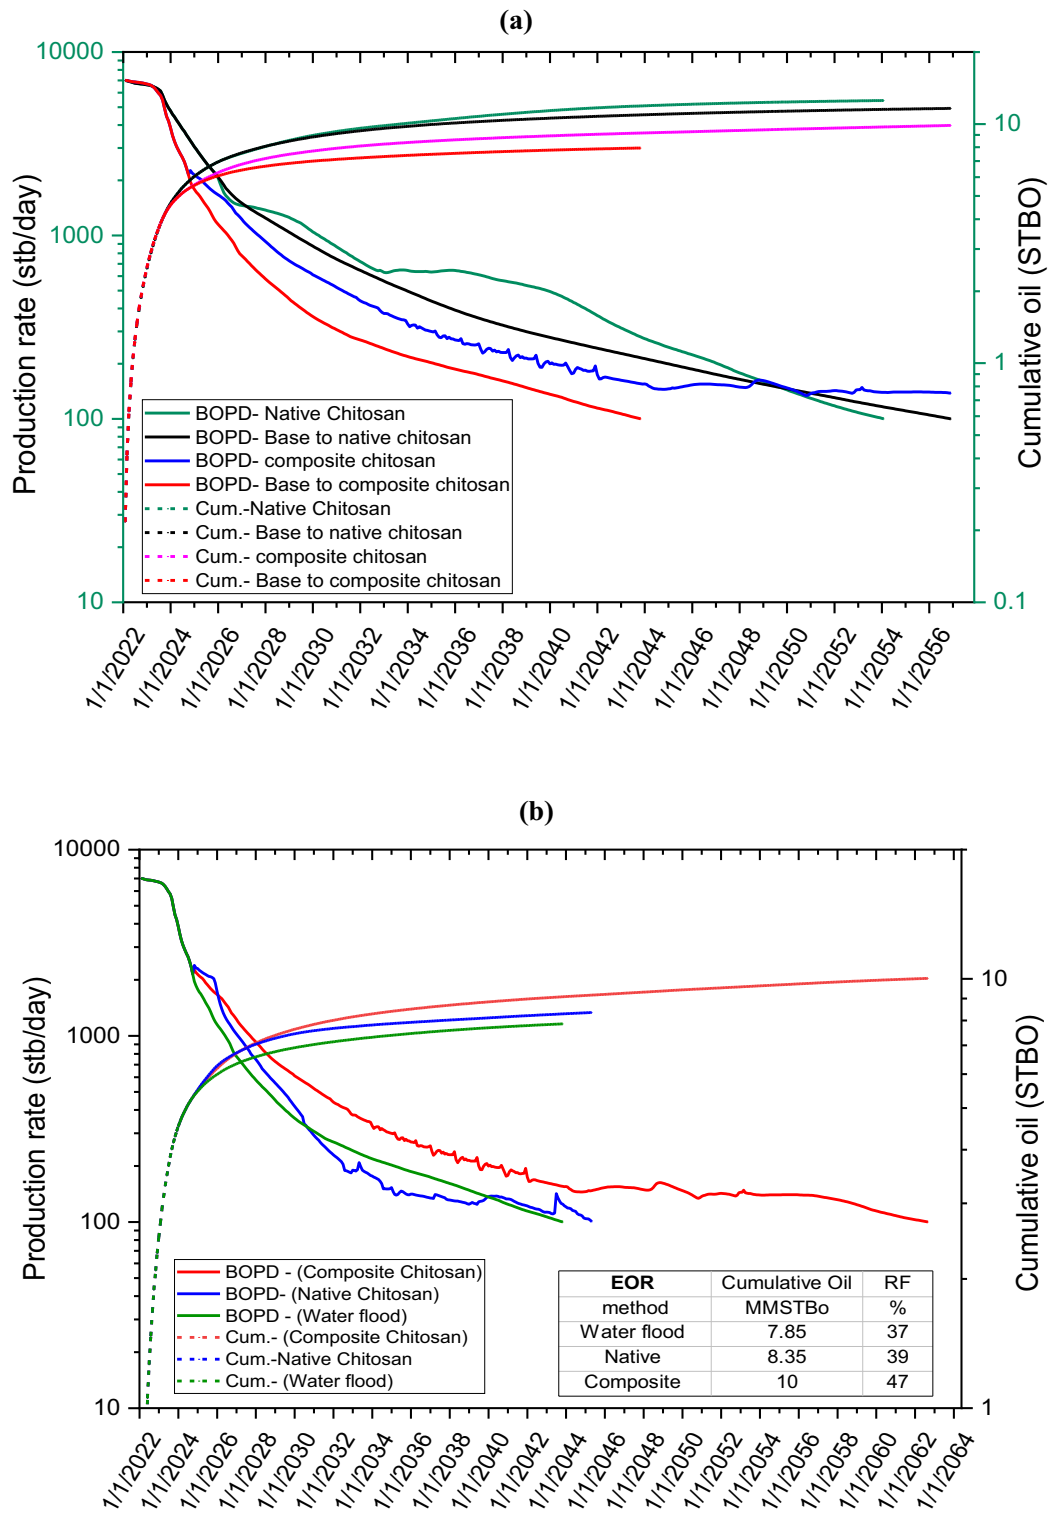 (a)
10000
1000
100
10
Production rate (stb/day)
10
1
0.1
Cumulative oil (STBO)
BOPD- Native Chitosan
BOPD- Base to native chitosan
BOPD- composite chitosan
BOPD- Base to composite chitosan
Cum.-Native Chitosan
Cum.- Base to native chitosan
Cum.- composite chitosan
Cum.- Base to composite chitosan
1/1/2022
1/1/2024
1/1/2026
1/1/2028
1/1/2030
1/1/2032
1/1/2034
1/1/2036
1/1/2038
1/1/2040
1/1/2042
1/1/2044
1/1/2046
1/1/2048
1/1/2050
1/1/2052
1/1/2054
1/1/2056
(b)
10000
1000
100
10
Production rate (stb/day)
10
1
Cumulative oil (STBO)
BOPD - (Composite Chitosan)
BOPD- (Native Chitosan)
BOPD - (Water flood)
Cum.- (Composite Chitosan)
Cum.-Native Chitosan
Cum.- (Water flood)
EOR Cumulative Oil RF
method MMSTBo %
Water flood 7.85 37
Native 8.35 39
Composite 10 47
1/1/2022
1/1/2024
1/1/2026
1/1/2028
1/1/2030
1/1/2032
1/1/2034
1/1/2036
1/1/2038
1/1/2040
1/1/2042
1/1/2044
1/1/2046
1/1/2048
1/1/2050
1/1/2052
1/1/2054
1/1/2056
1/1/2058
1/1/2060
1/1/2062
1/1/2064